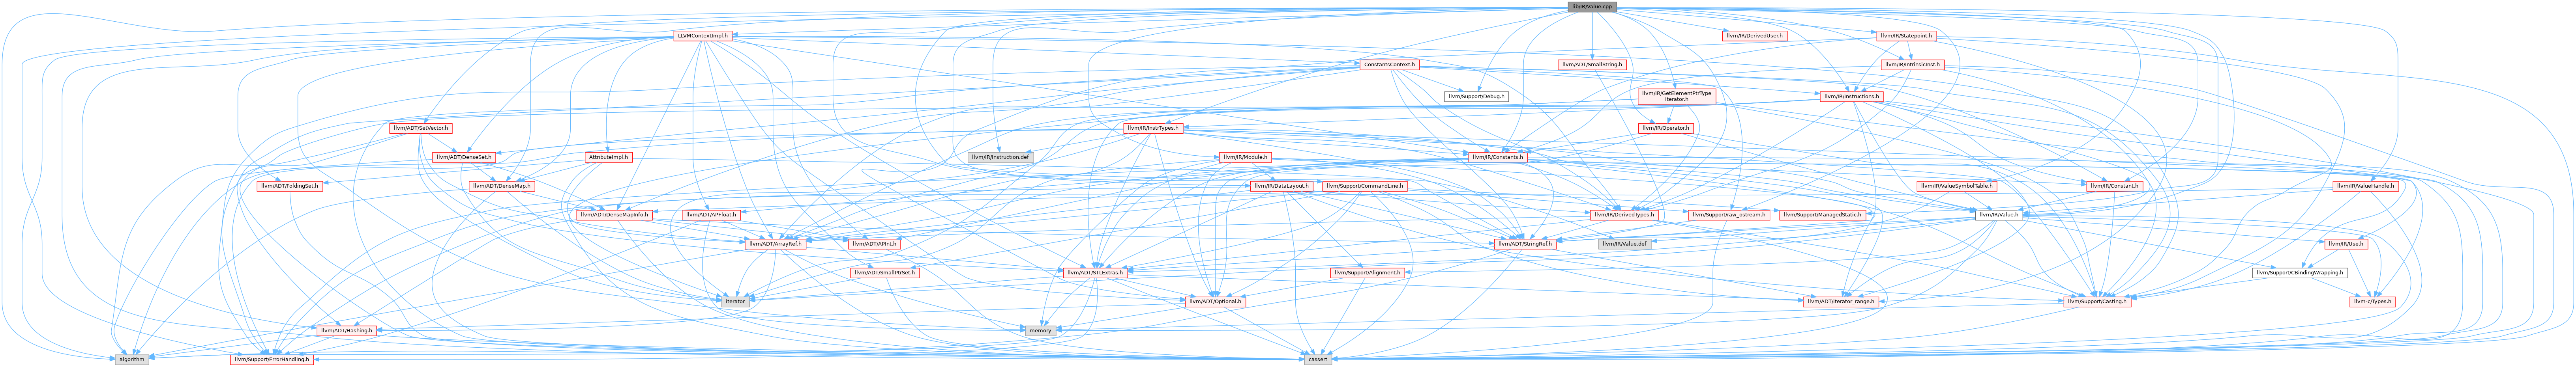 lib/IR/Value.cpp
LLVMContextImpl.h
llvm/IR/DerivedUser.h
llvm/IR/Statepoint.h
ConstantsContext.h
llvm/ADT/SmallString.h
llvm/IR/IntrinsicInst.h
llvm/Support/Debug.h
llvm/IR/GetElementPtrType
Iterator.h
llvm/IR/Instructions.h
llvm/ADT/SetVector.h
llvm/IR/InstrTypes.h
llvm/IR/Operator.h
llvm/ADT/DenseSet.h
AttributeImpl.h
llvm/IR/Instruction.def
llvm/IR/Module.h
llvm/IR/Constants.h
llvm/ADT/FoldingSet.h
llvm/ADT/DenseMap.h
llvm/IR/DataLayout.h
llvm/Support/CommandLine.h
llvm/IR/ValueSymbolTable.h
llvm/IR/Constant.h
llvm/IR/ValueHandle.h
llvm/ADT/DenseMapInfo.h
llvm/ADT/APFloat.h
llvm/IR/DerivedTypes.h
llvm/Support/raw_ostream.h
llvm/Support/ManagedStatic.h
llvm/IR/Value.h
llvm/ADT/ArrayRef.h
llvm/ADT/APInt.h
llvm/ADT/StringRef.h
llvm/IR/Value.def
llvm/IR/Use.h
llvm/ADT/SmallPtrSet.h
llvm/ADT/STLExtras.h
llvm/Support/Alignment.h
llvm/Support/CBindingWrapping.h
iterator
llvm/ADT/Optional.h
llvm/ADT/iterator_range.h
llvm/Support/Casting.h
llvm-c/Types.h
llvm/ADT/Hashing.h
memory
algorithm
llvm/Support/ErrorHandling.h
cassert